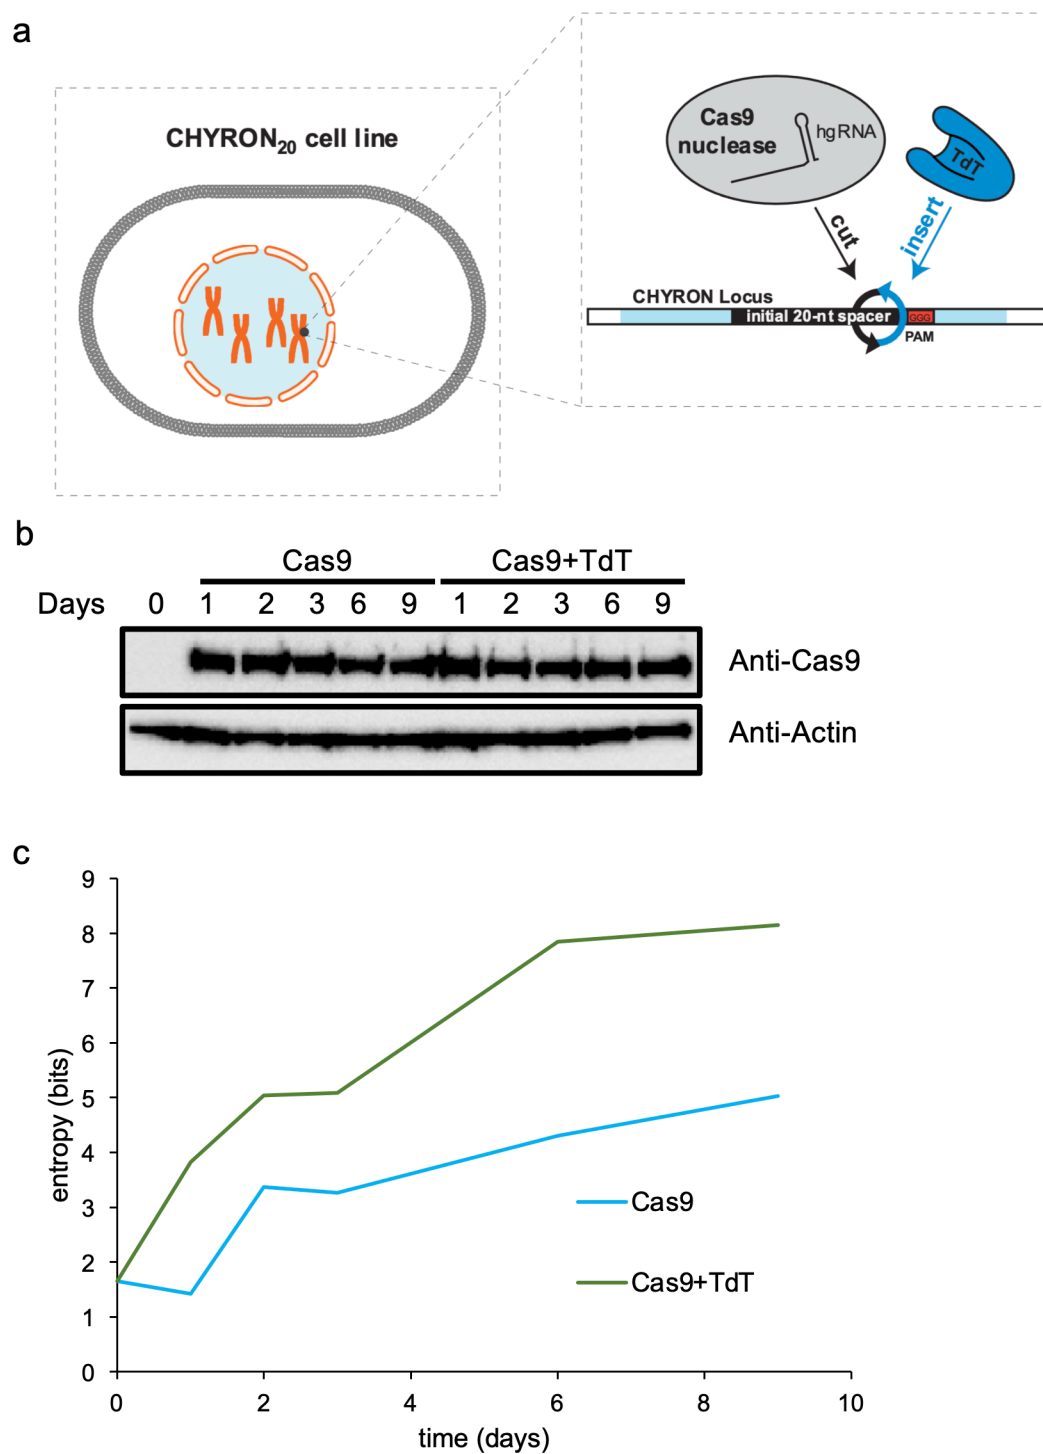 a
CHYRON20 cell line
Cas9
nuclease
hgRNA
TdT
cut
insert
CHYRON Locus
initial 20-nt spacer
GGG
PAM
b
Cas9 Cas9+TdT
Days 0 1 2 3 6 9 1 2 3 6 9
Anti-Cas9
Anti-Actin
c
9
8
7
6
5
4
3
2
1
0
entropy (bits)
Cas9
Cas9+TdT
0 2 4 6 8 10
time (days)